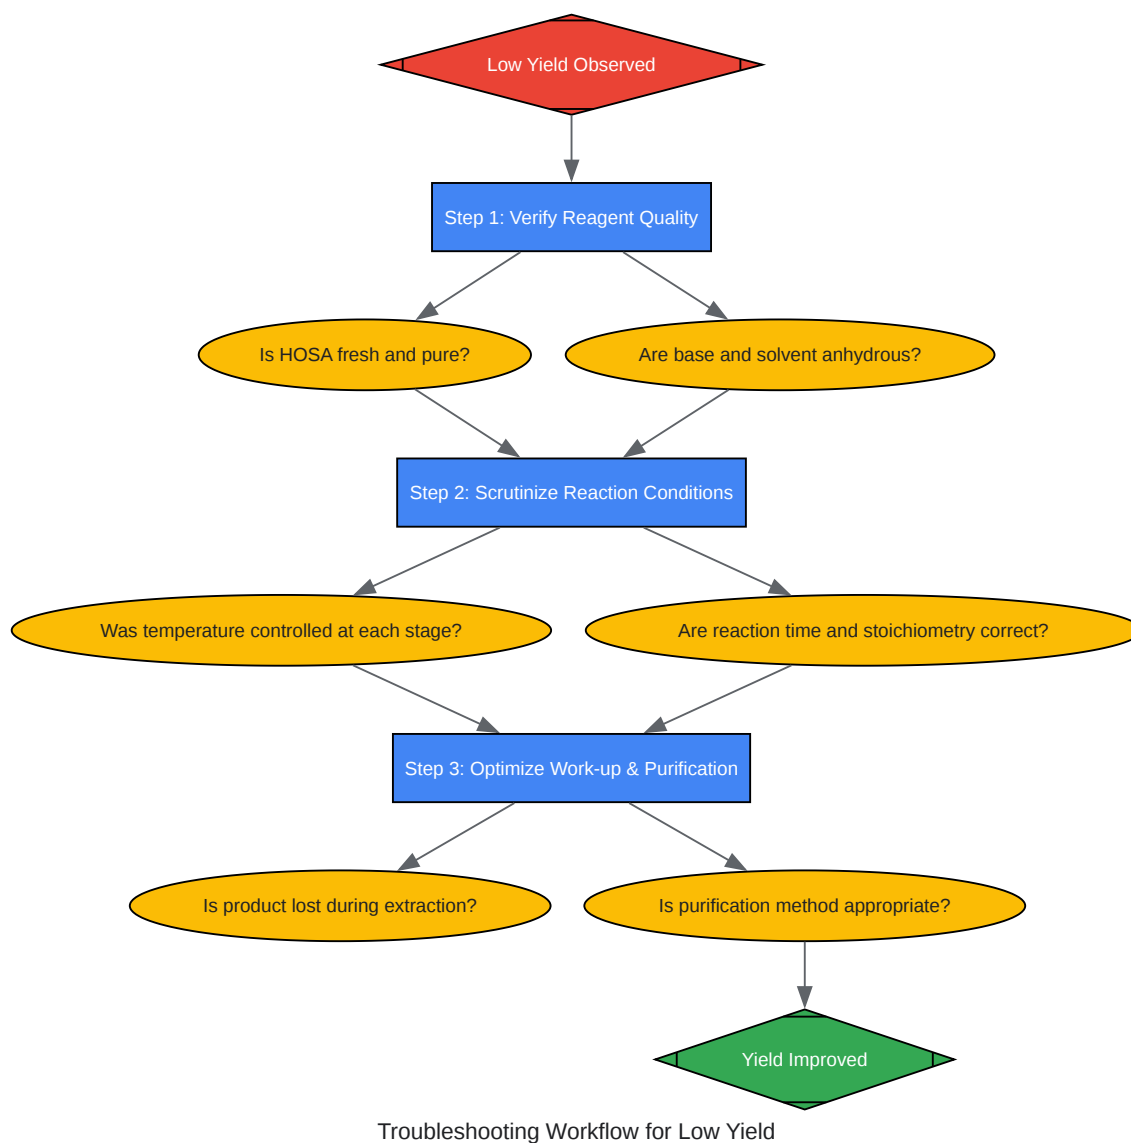 Low Yield Observed
Step 1: Verify Reagent Quality
Is HOSA fresh and pure?
Are base and solvent anhydrous?
Step 2: Scrutinize Reaction Conditions
Was temperature controlled at each stage?
Are reaction time and stoichiometry correct?
Step 3: Optimize Work-up & Purification
Is product lost during extraction?
Is purification method appropriate?
Yield Improved
Troubleshooting Workflow for Low Yield